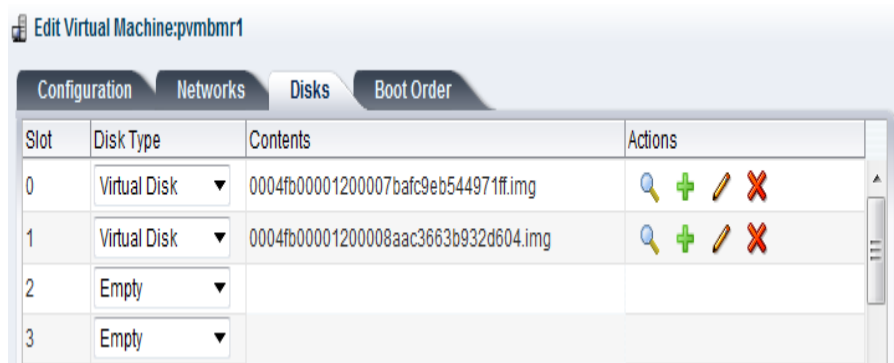 Edit Virtual Machine:pvmbmr1
Configuration Networks Disks Boot Order
Slot Disk Type Contents Actions
0 Virtual Disk 0004fb00001200007bafc9eb544971ff.img
1 Virtual Disk 0004fb00001200008aac3663b932d604.img
2 Empty
3 Empty